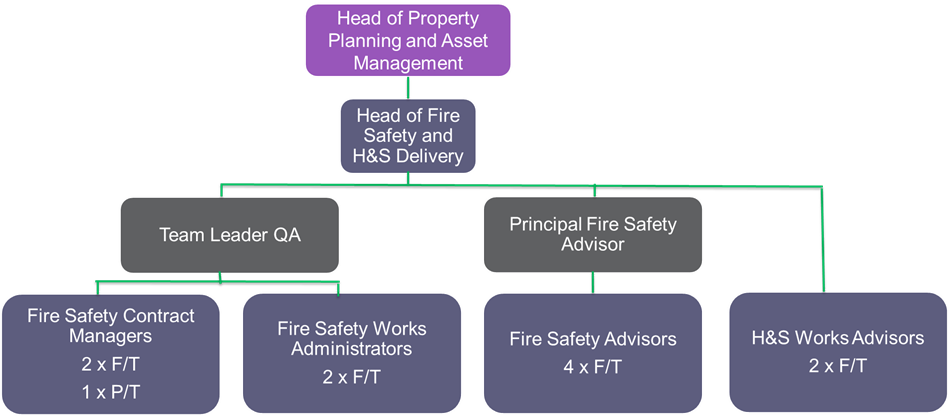 Head of Property
Planning and Asset
Management
Head of Fire
Safety and
H&S Delivery
Team Leader QA
Principal Fire Safety
Advisor
Fire Safety Contract
Managers
2 x F/T
1 x P/T
Fire Safety Works
Administrators
2 x F/T
Fire Safety Advisors
4 x F/T
H&S Works Advisors
2 x F/T